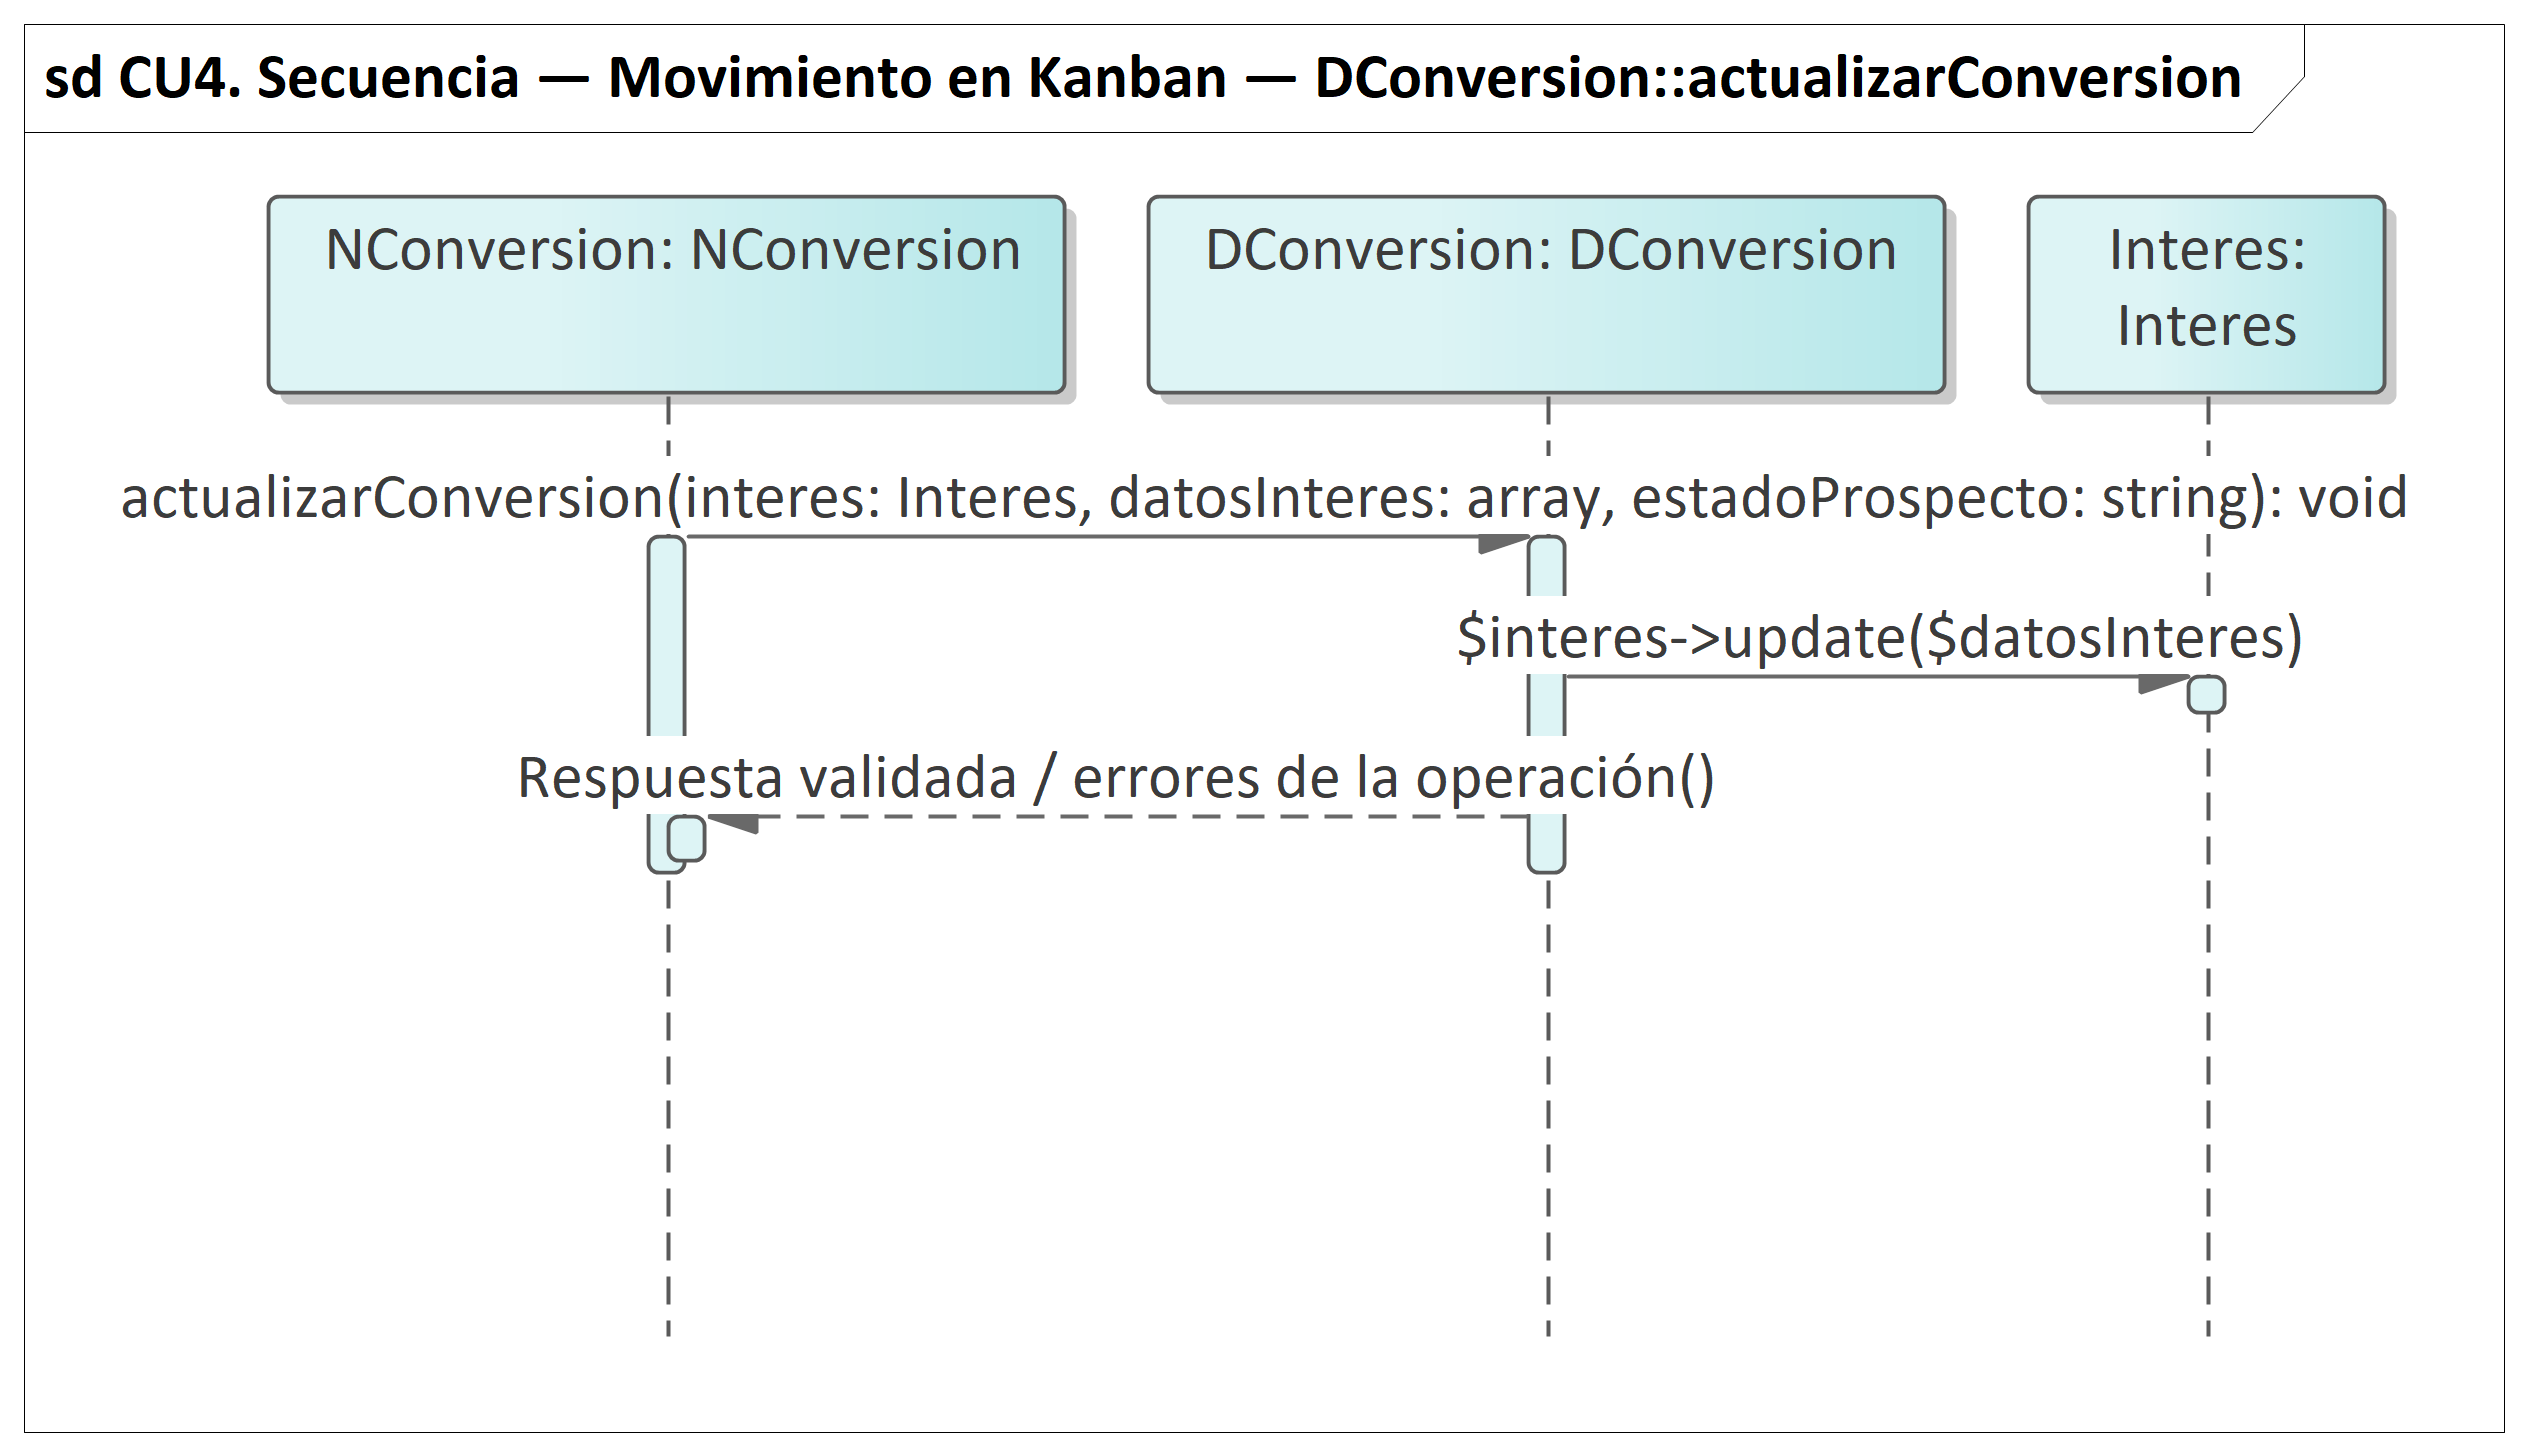 sd CU4. Secuencia — Movimiento en Kanban — DConversion::actualizarConversion
NConversion: NConversion
DConversion: DConversion
Interes:
Interes
actualizarConversion(interes: Interes, datosInteres: array, estadoProspecto: string): void
$interes->update($datosInteres)
Respuesta validada / errores de la operación()